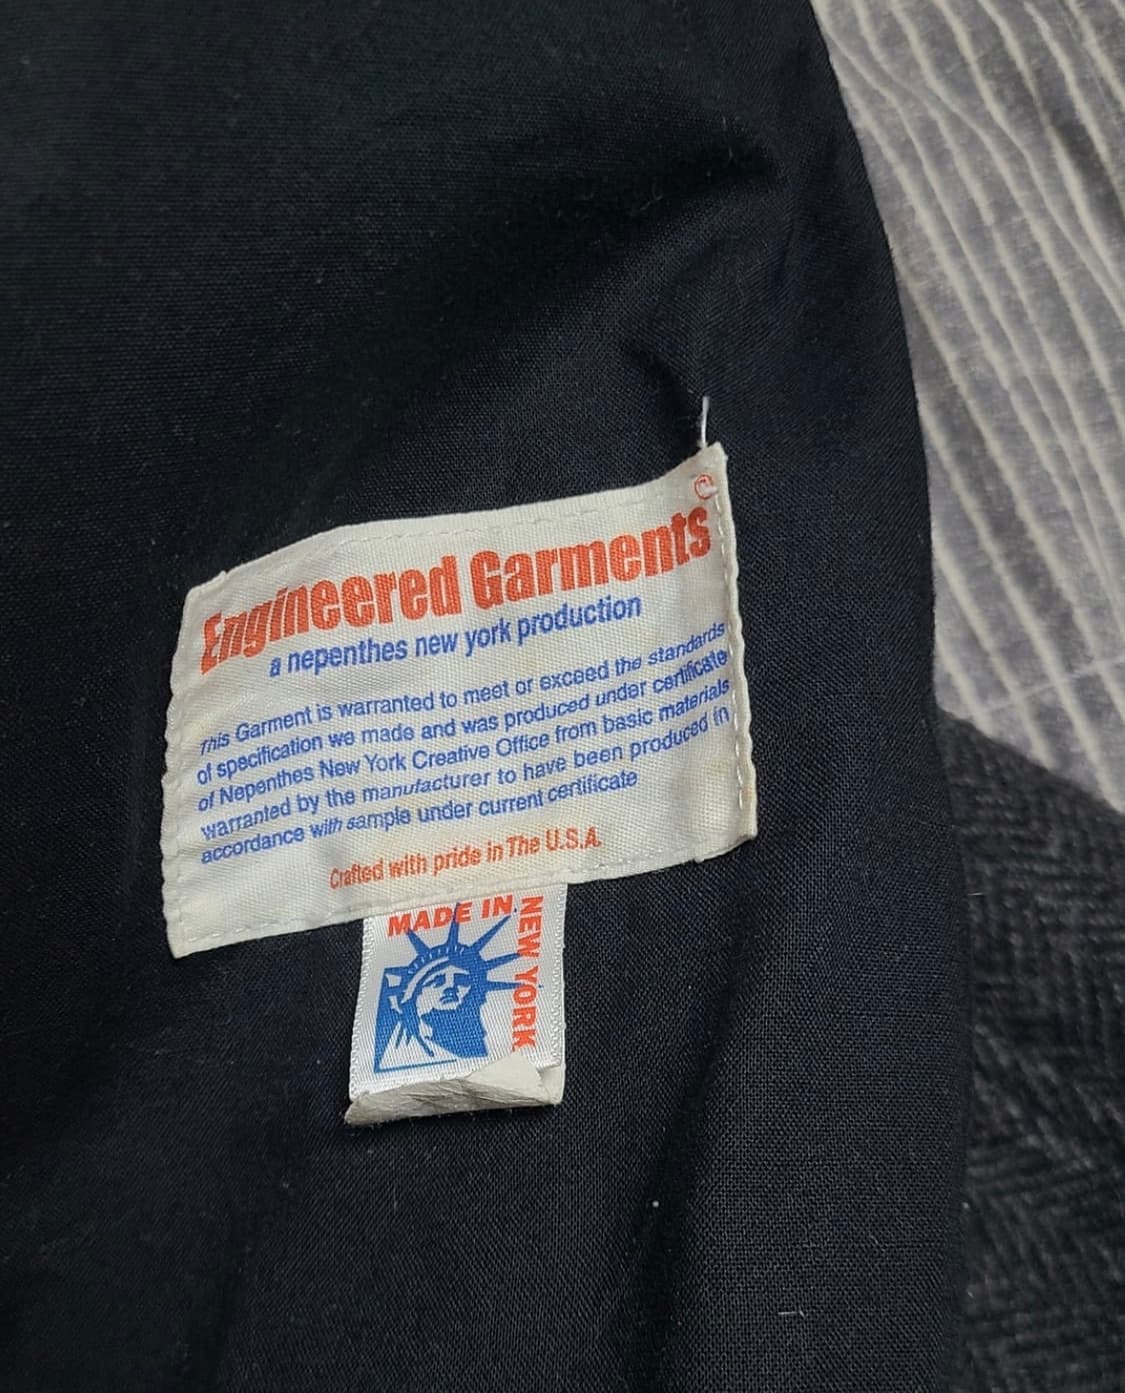 Engineered Garments©
a nepenthes new york production
This Garment is warranted to meet or exceed the standards
of specification we made and was produced under certificate
of Nepenthes New York Creative Office from basic materials
warranted by the manufacturer to have been produced in
accordance with sample under current certificate
Crafted with pride in The U.S.A.
MADE IN
NEW YORK